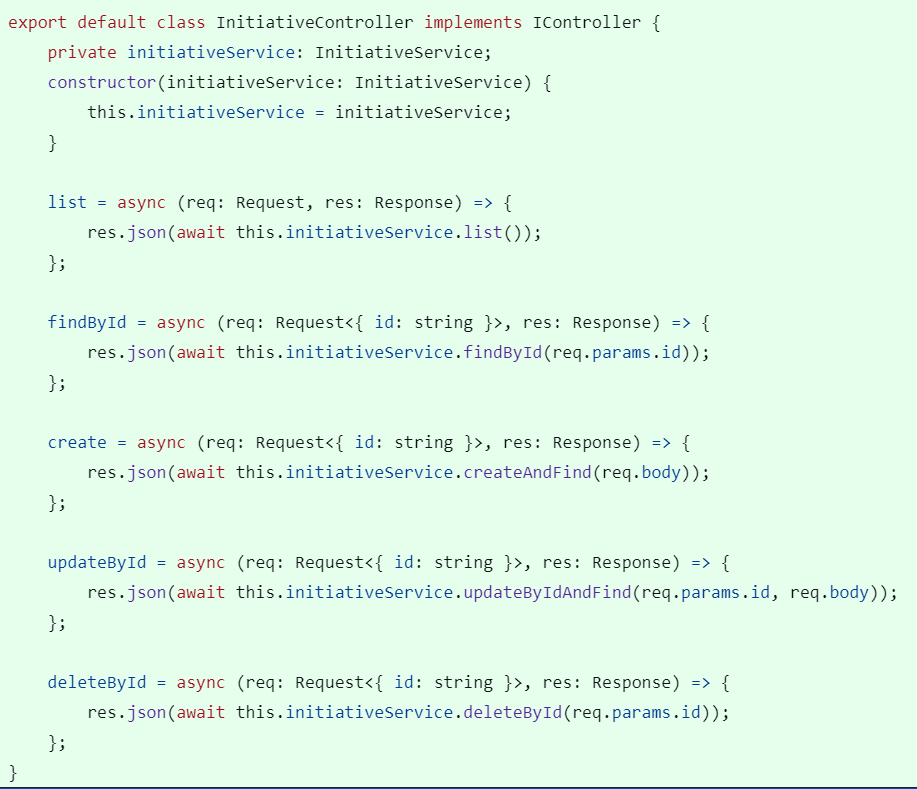 export default class InitiativeController implements IController {
    private initiativeService: InitiativeService;
    constructor(initiativeService: InitiativeService) {
        this.initiativeService = initiativeService;
    }

    list = async (req: Request, res: Response) => {
        res.json(await this.initiativeService.list());
    };

    findById = async (req: Request<{ id: string }>, res: Response) => {
        res.json(await this.initiativeService.findById(req.params.id));
    };

    create = async (req: Request<{ id: string }>, res: Response) => {
        res.json(await this.initiativeService.createAndFind(req.body));
    };

    updateById = async (req: Request<{ id: string }>, res: Response) => {
        res.json(await this.initiativeService.updateByIdAndFind(req.params.id, req.body));
    };

    deleteById = async (req: Request<{ id: string }>, res: Response) => {
        res.json(await this.initiativeService.deleteById(req.params.id));
    };
}